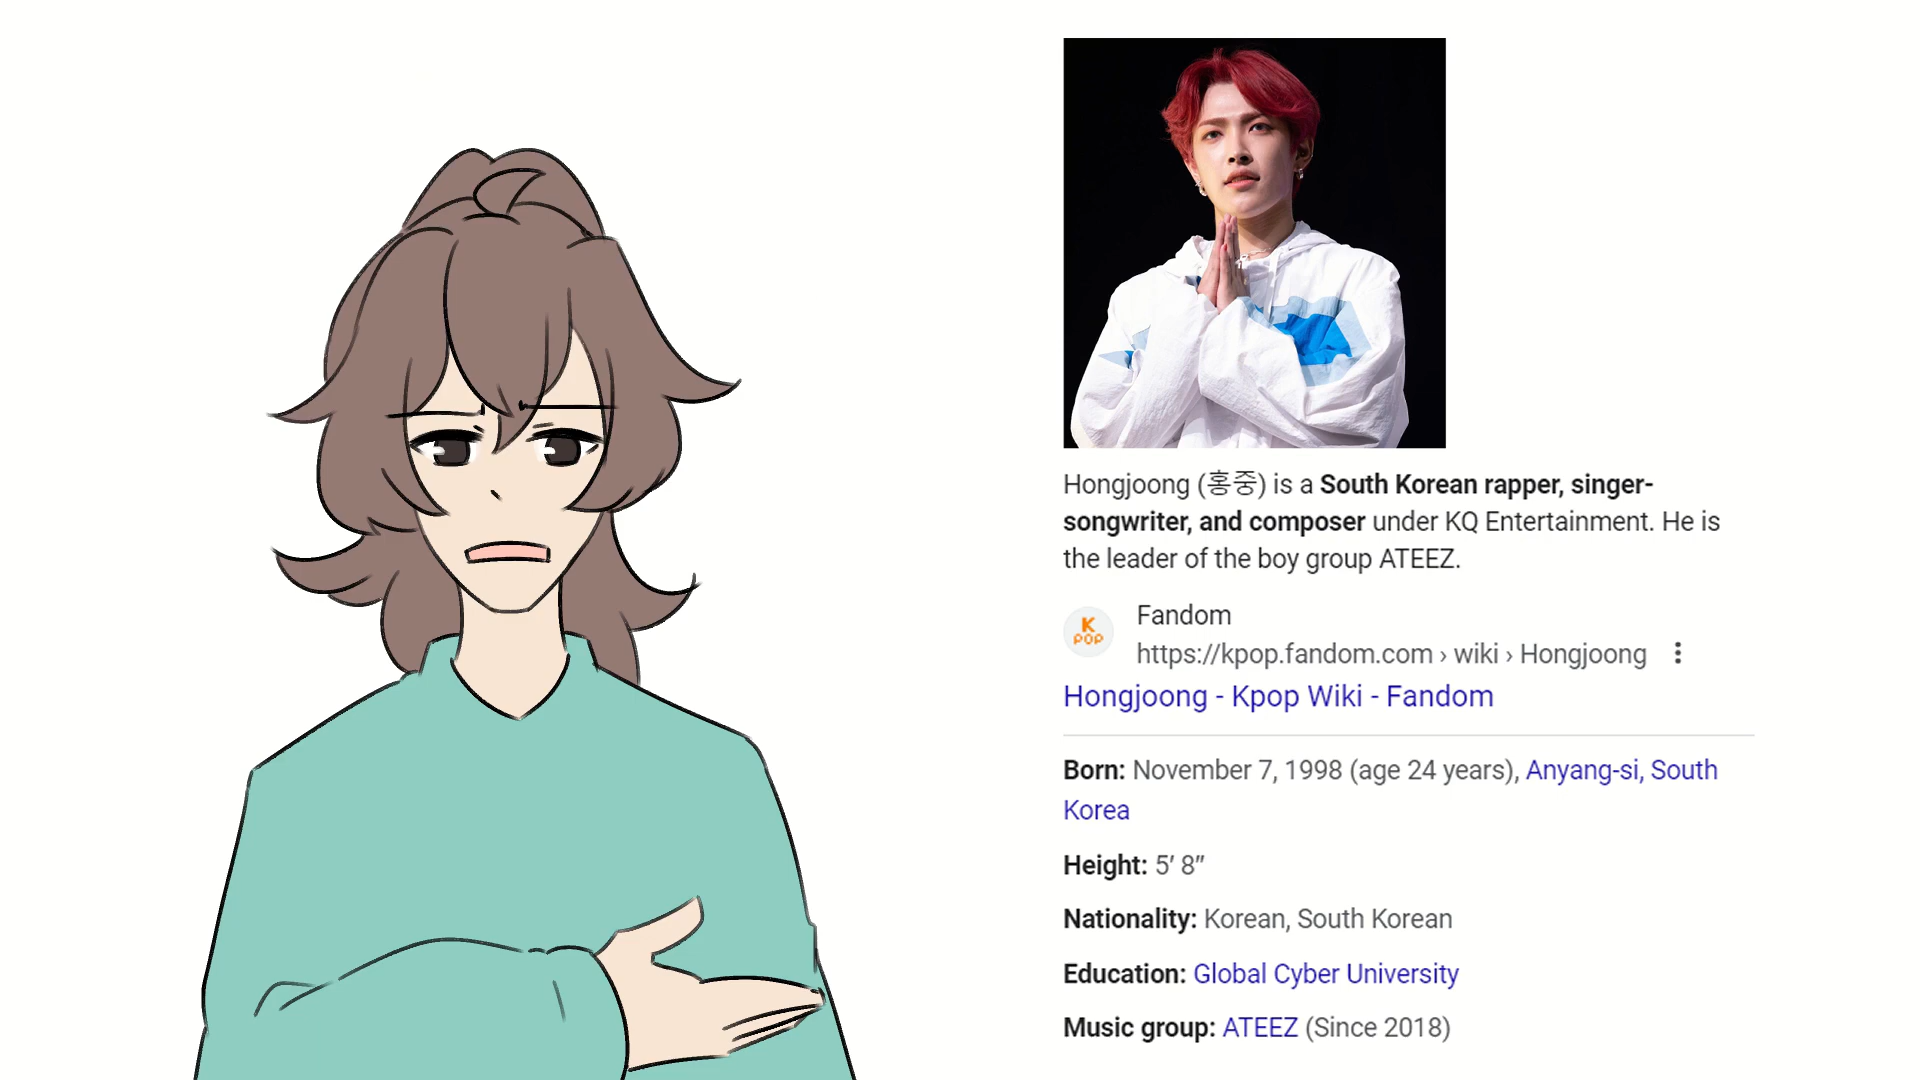 Hongjoong (홍중) is a South Korean rapper, singer-
songwriter, and composer under KQ Entertainment. He is
the leader of the boy group ATEEZ.
Fandom
K
POP
https://kpop.fandom.com › wiki › Hongjoong
Hongjoong - Kpop Wiki - Fandom
Born: November 7, 1998 (age 24 years), Anyang-si, South
Korea
Height: 5′ 8″
Nationality: Korean, South Korean
Education: Global Cyber University
Music group: ATEEZ (Since 2018)